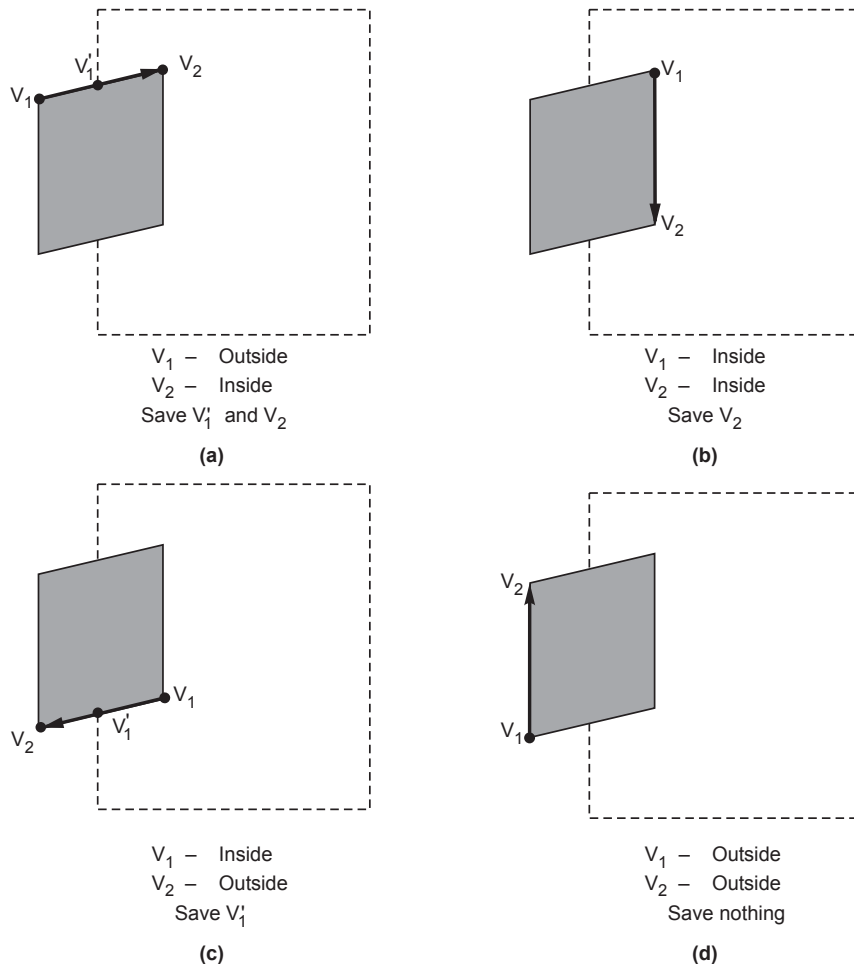 V1'
V2
V1
V1
V2
V1 – Outside
V2 – Inside
Save V1' and V2
(a)
V1 – Inside
V2 – Inside
Save V2
(b)
V1
V1'
V2
V2
V1
V1 – Inside
V2 – Outside
Save V1'
(c)
V1 – Outside
V2 – Outside
Save nothing
(d)